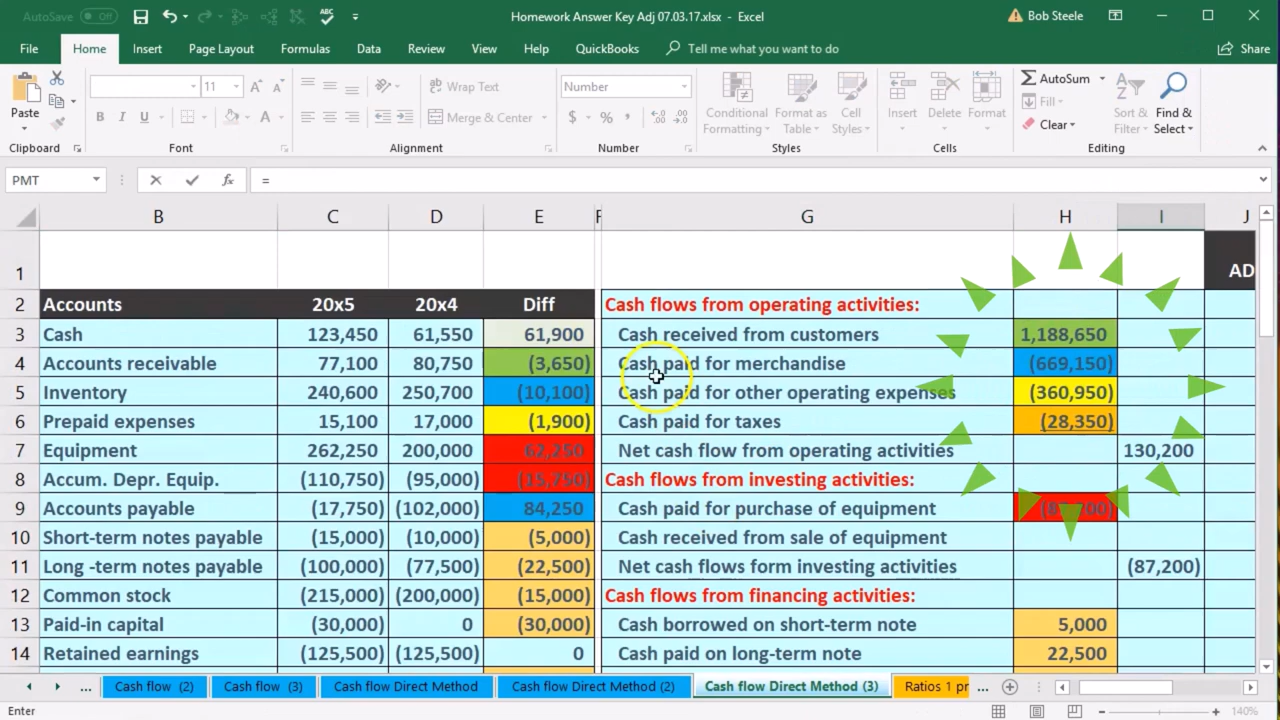 AutoSave Off Homework Answer Key Adj 07.03.17.xlsx - Excel Bob Steele
File Home Insert Page Layout Formulas Data Review View Help QuickBooks Tell me what you want to do Share
Paste 11 A A Wrap Text Number Conditional Formatting Format as Table Cell Styles Insert Delete Format AutoSum Fill Clear Sort & Filter Find & Select
B I U A Merge & Center $ % ,
Clipboard Font Alignment Number Styles Cells Editing
PMT fx =
B C D E F G H I J
1 AD
2 Accounts 20x5 20x4 Diff Cash flows from operating activities:
3 Cash 123,450 61,550 61,900 Cash received from customers 1,188,650
4 Accounts receivable 77,100 80,750 (3,650) Cash paid for merchandise (669,150)
5 Inventory 240,600 250,700 (10,100) Cash paid for other operating expenses (360,950)
6 Prepaid expenses 15,100 17,000 (1,900) Cash paid for taxes (28,350)
7 Equipment 262,250 200,000 62,250 Net cash flow from operating activities 130,200
8 Accum. Depr. Equip. (110,750) (95,000) (15,750) Cash flows from investing activities:
9 Accounts payable (17,750) (102,000) 84,250 Cash paid for purchase of equipment
10 Short-term notes payable (15,000) (10,000) (5,000) Cash received from sale of equipment
11 Long -term notes payable (100,000) (77,500) (22,500) Net cash flows form investing activities (87,200)
12 Common stock (215,000) (200,000) (15,000) Cash flows from financing activities:
13 Paid-in capital (30,000) 0 (30,000) Cash borrowed on short-term note 5,000
14 Retained earnings (125,500) (125,500) 0 Cash paid on long-term note 22,500
... Cash flow (2) Cash flow (3) Cash flow Direct Method Cash flow Direct Method (2) Cash flow Direct Method (3) Ratios 1 pr ...
Enter 140%